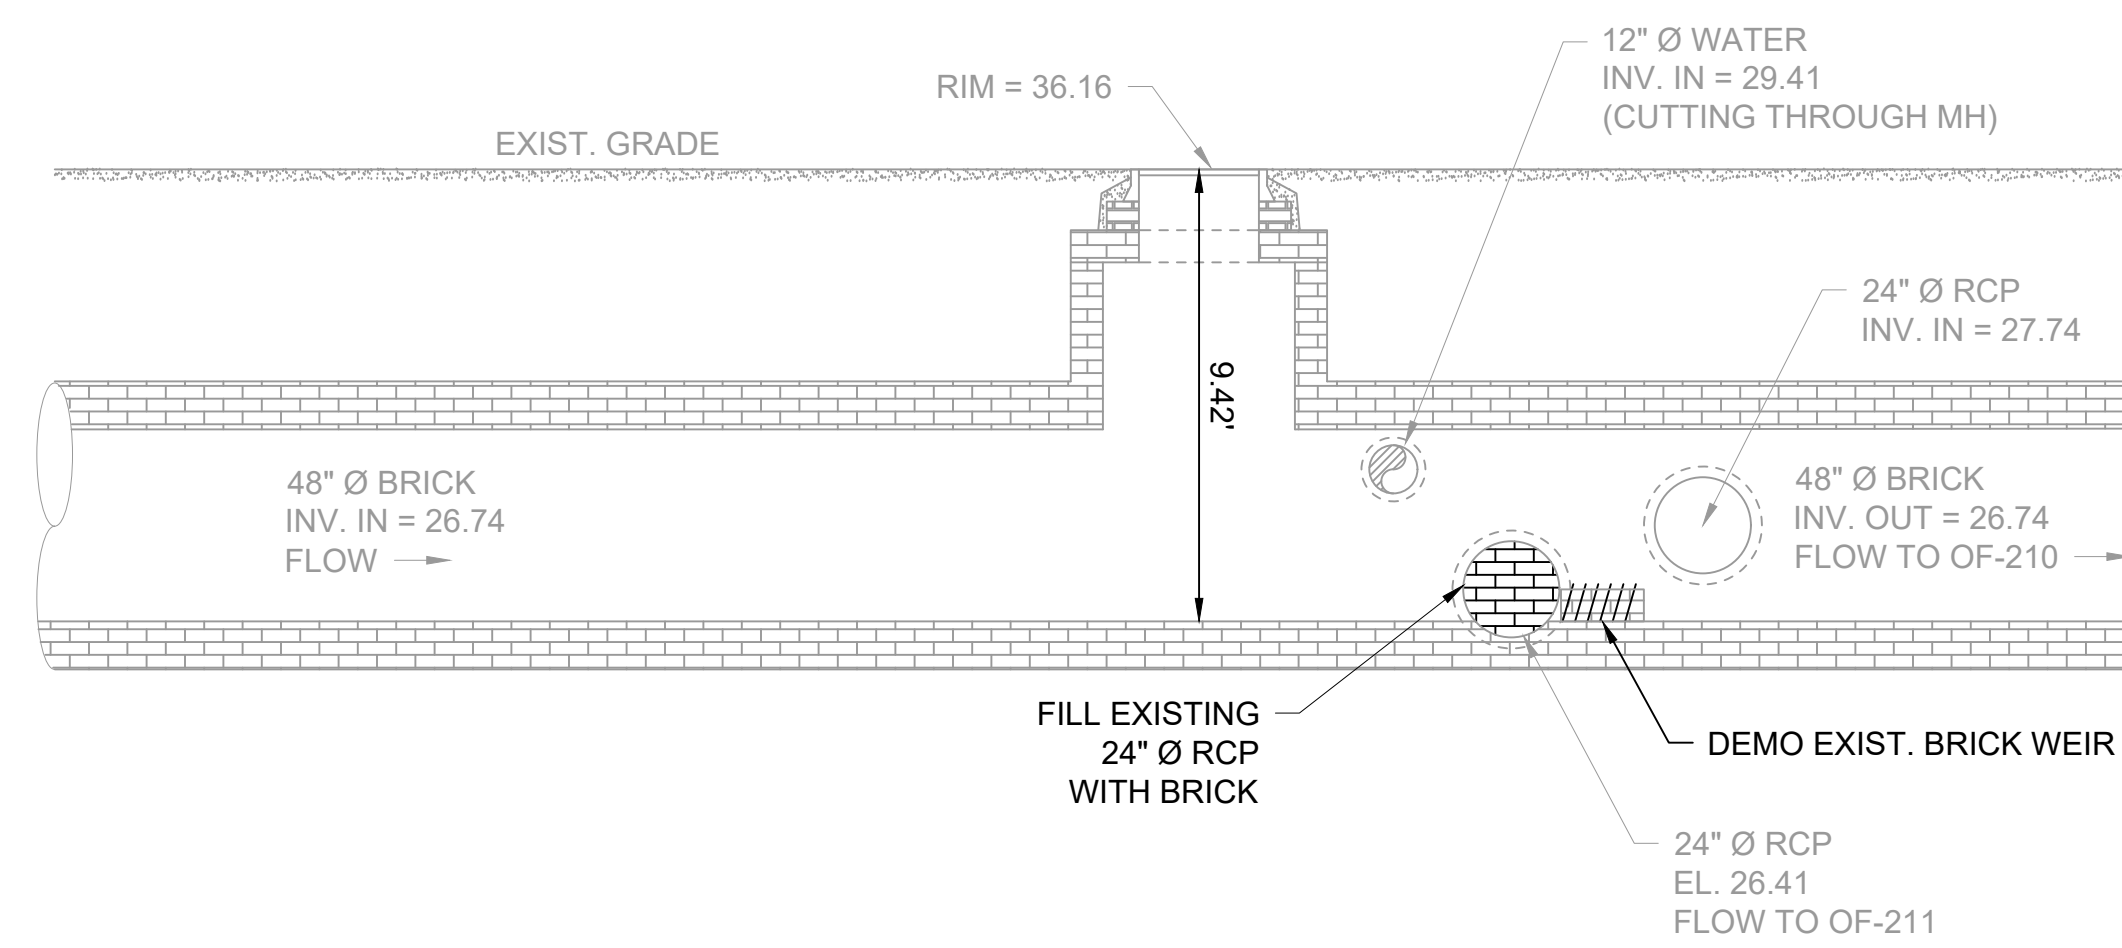 12" Ø WATER
INV. IN = 29.41
(CUTTING THROUGH MH)
RIM = 36.16
EXIST. GRADE
24" Ø RCP
INV. IN = 27.74
9.42'
48" Ø BRICK
INV. IN = 26.74
FLOW
48" Ø BRICK
INV. OUT = 26.74
FLOW TO OF-210
FILL EXISTING
24" Ø RCP
WITH BRICK
DEMO EXIST. BRICK WEIR
24" Ø RCP
EL. 26.41
FLOW TO OF-211